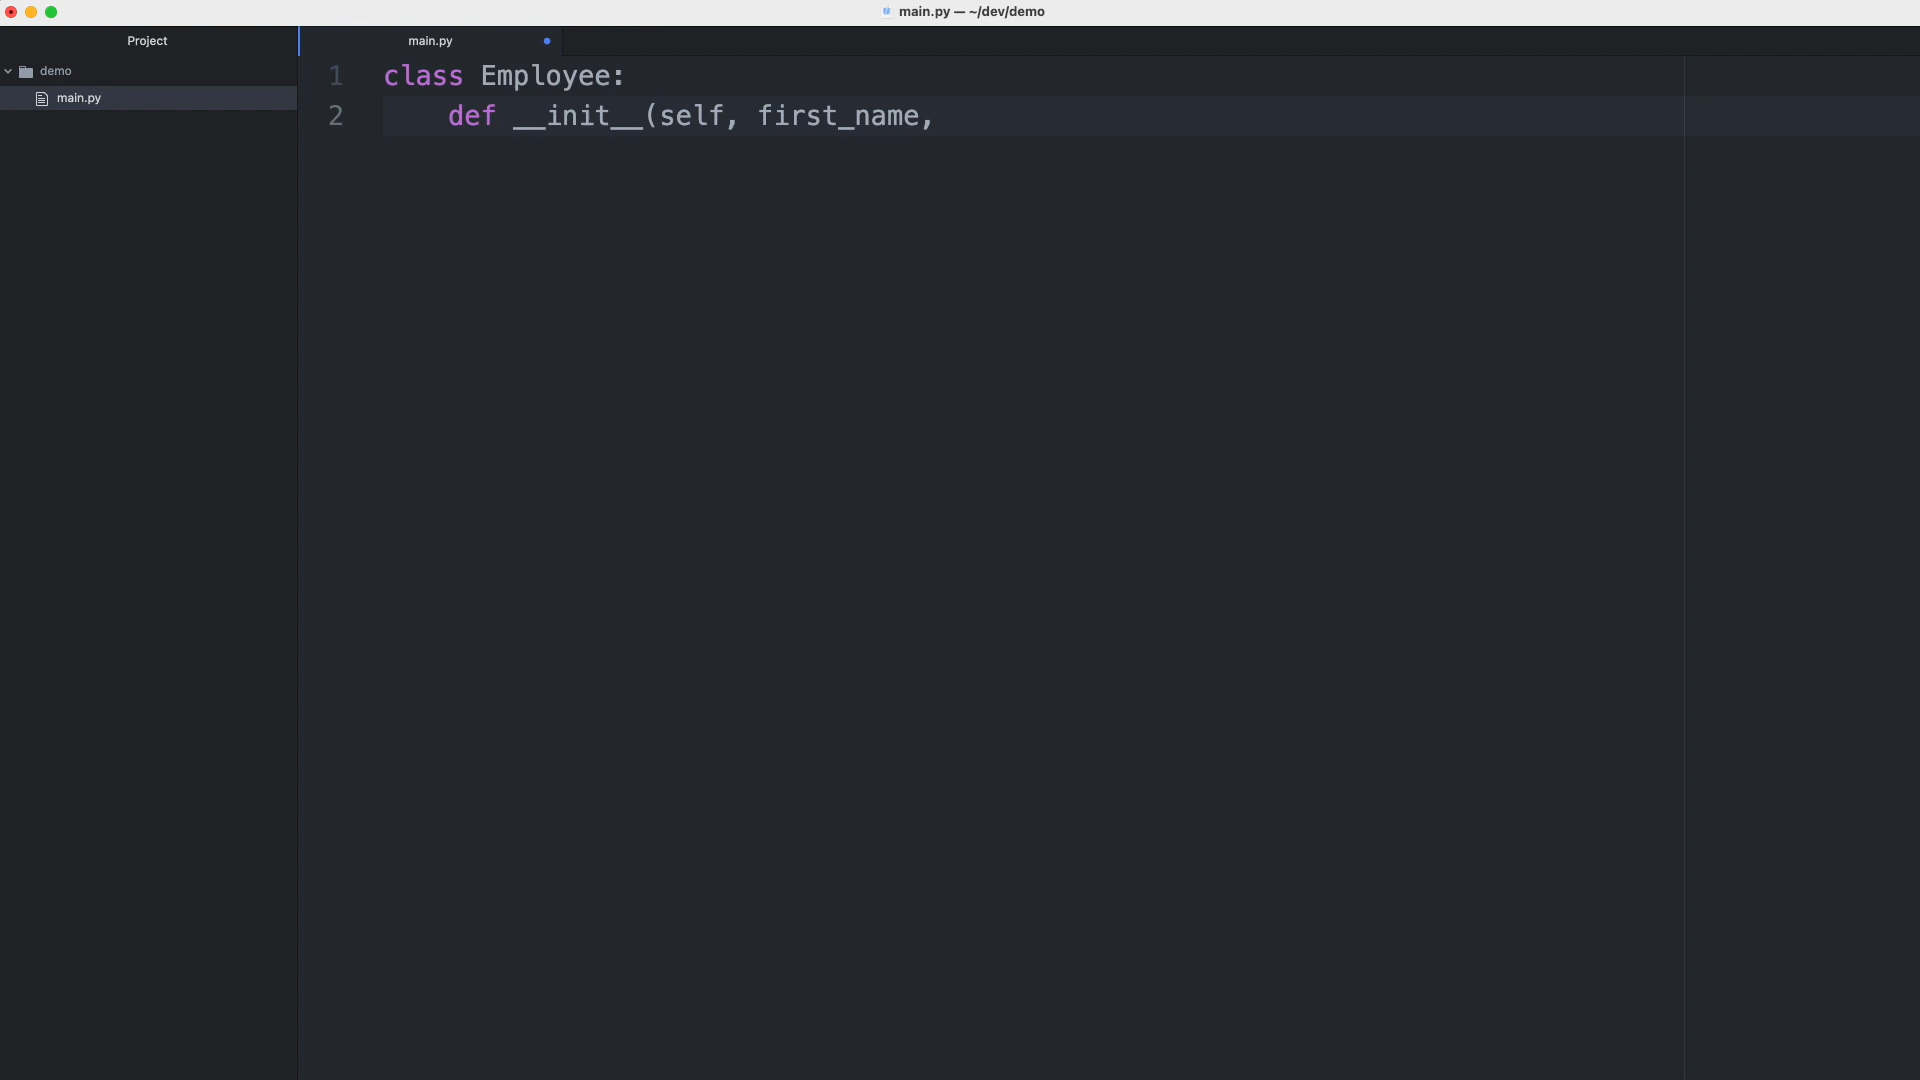 main.py — ~/dev/demo
Project
main.py
demo
main.py
1 class Employee:
2     def __init__(self, first_name,